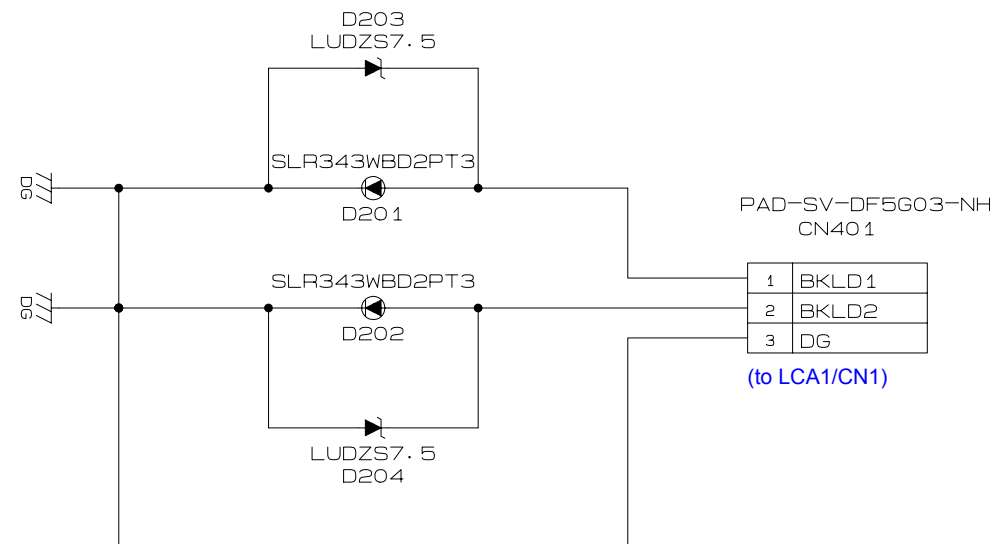 D203
LUDZS7.5
SLR343WBD2PT3
DG
D201
PAD-SV-DF5G03-NH
CN401
SLR343WBD2PT3
1 BKLD1
DG
2 BKLD2
D202
3 DG
(to LCA1/CN1)
LUDZS7.5
D204